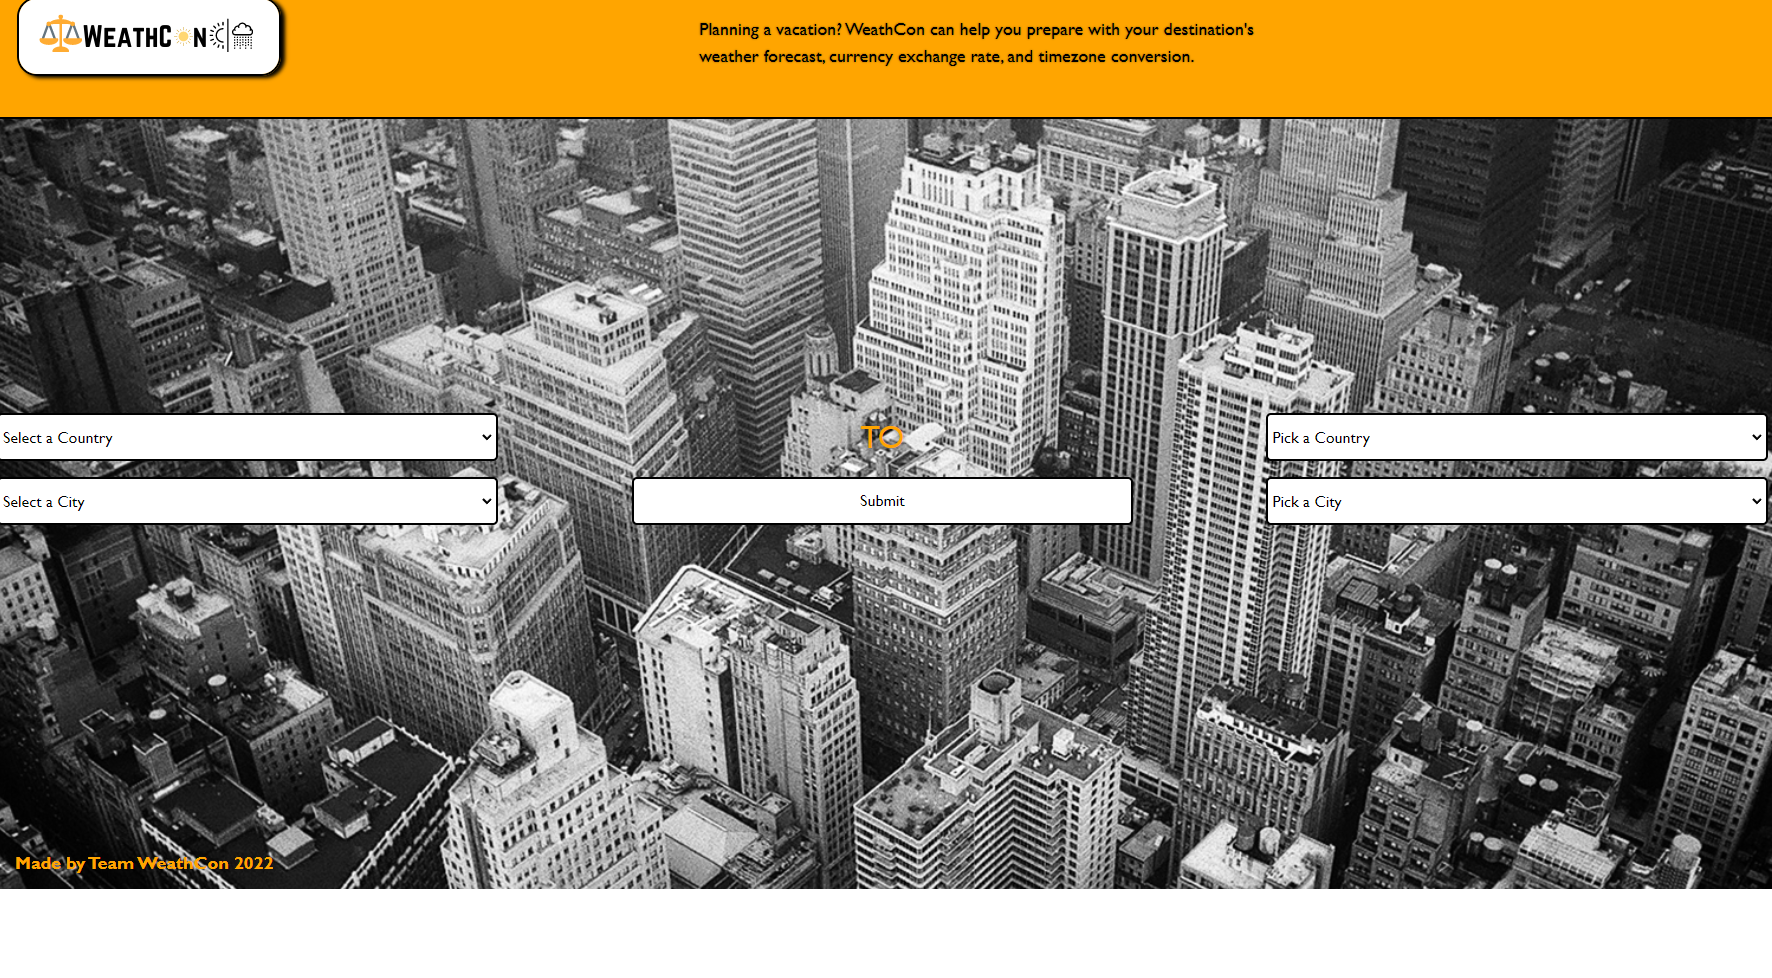 WEATHCON
Planning a vacation? WeathCon can help you prepare with your destination's
weather forecast, currency exchange rate, and timezone conversion.
Select a Country
TO
Pick a Country
Select a City
Submit
Pick a City
Made by Team WeathCon 2022